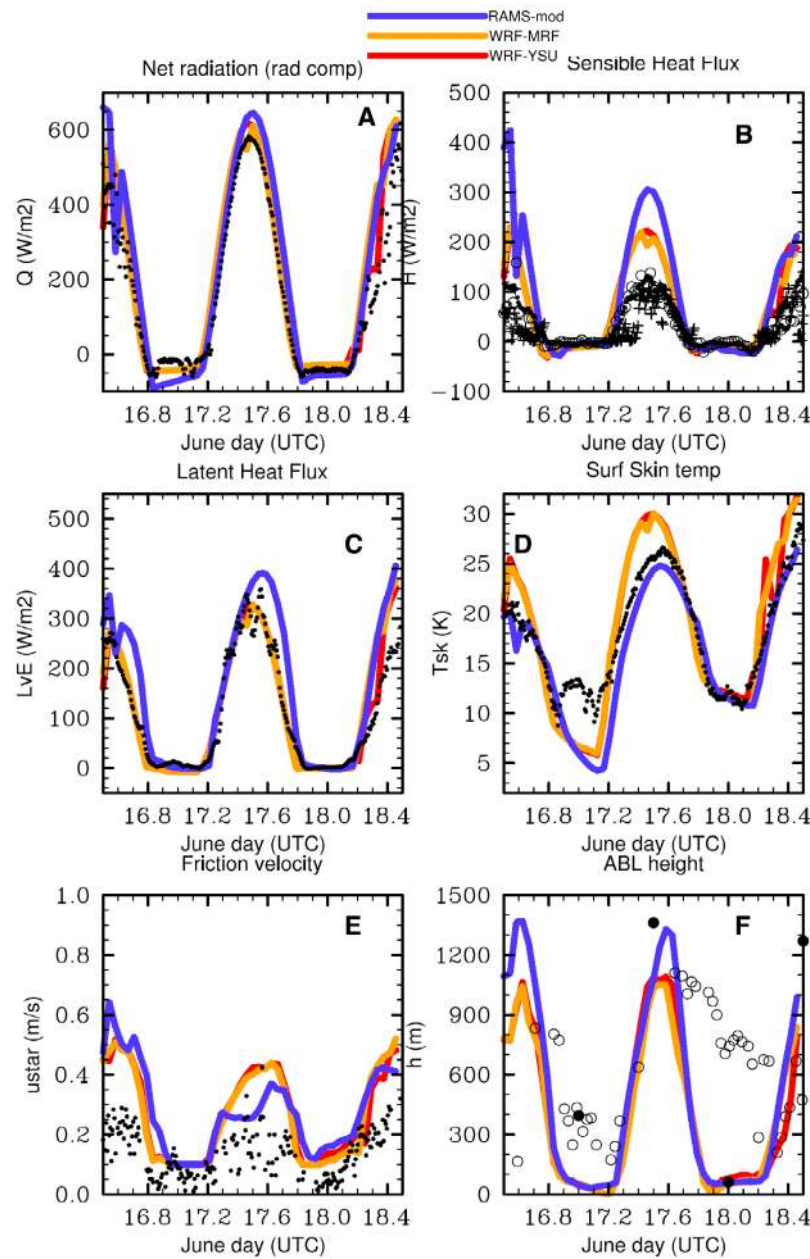 RAMS-mod
WRF-MRF
WRF-YSU
Net radiation (rad comp)
Sensible Heat Flux
A
600
400
200
0
Q (W/m2)
16.8 17.2 17.6 18.0 18.4
June day (UTC)
B
500
400
300
200
100
0
−100
H (W/m2)
16.8 17.2 17.6 18.0 18.4
June day (UTC)
Latent Heat Flux
Surf Skin temp
C
500
400
300
200
100
0
LvE (W/m2)
16.8 17.2 17.6 18.0 18.4
June day (UTC)
D
30
25
20
15
10
5
Tsk (K)
16.8 17.2 17.6 18.0 18.4
June day (UTC)
Friction velocity
ABL height
E
1.0
0.8
0.6
0.4
0.2
0.0
ustar (m/s)
16.8 17.2 17.6 18.0 18.4
June day (UTC)
F
1500
1200
900
600
300
0
h (m)
16.8 17.2 17.6 18.0 18.4
June day (UTC)